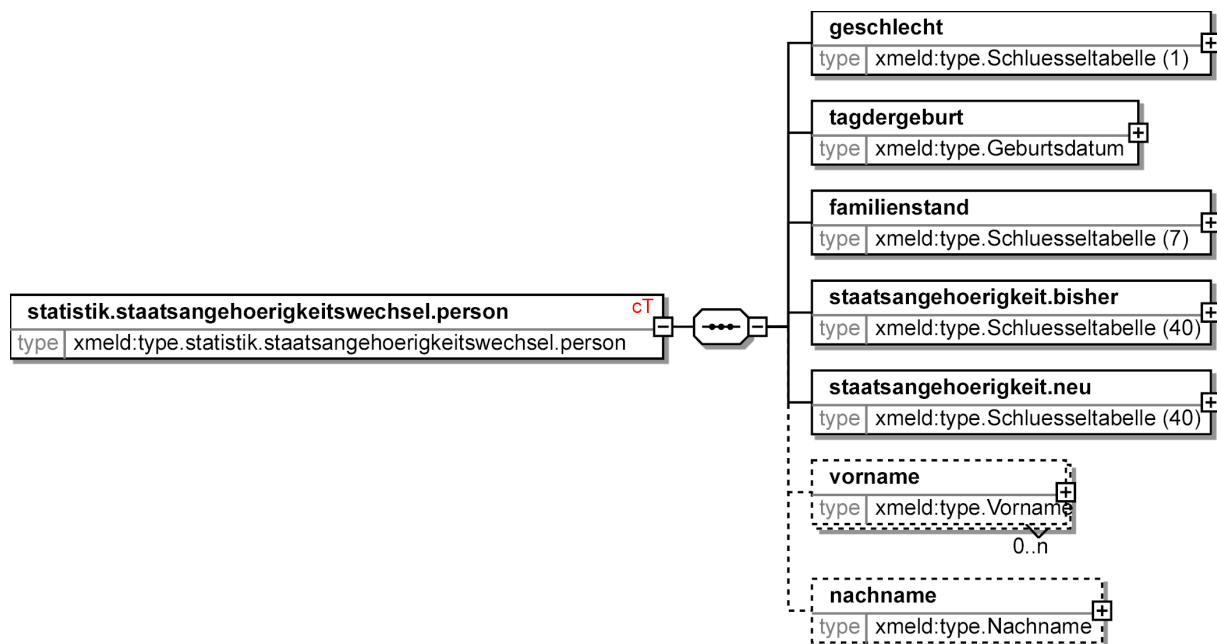 geschlecht
type xmeld:type.Schluesseltabelle (1)
tagdergeburt
type xmeld:type.Geburtsdatum
familienstand
type xmeld:type.Schluesseltabelle (7)
statistik.staatsangehoerigkeitswechsel.person cT
type xmeld:type.statistik.staatsangehoerigkeitswechsel.person
staatsangehoerigkeit.bisher
type xmeld:type.Schluesseltabelle (40)
staatsangehoerigkeit.neu
type xmeld:type.Schluesseltabelle (40)
vorname
type xmeld:type.Vorname
0..n
nachname
type xmeld:type.Nachname